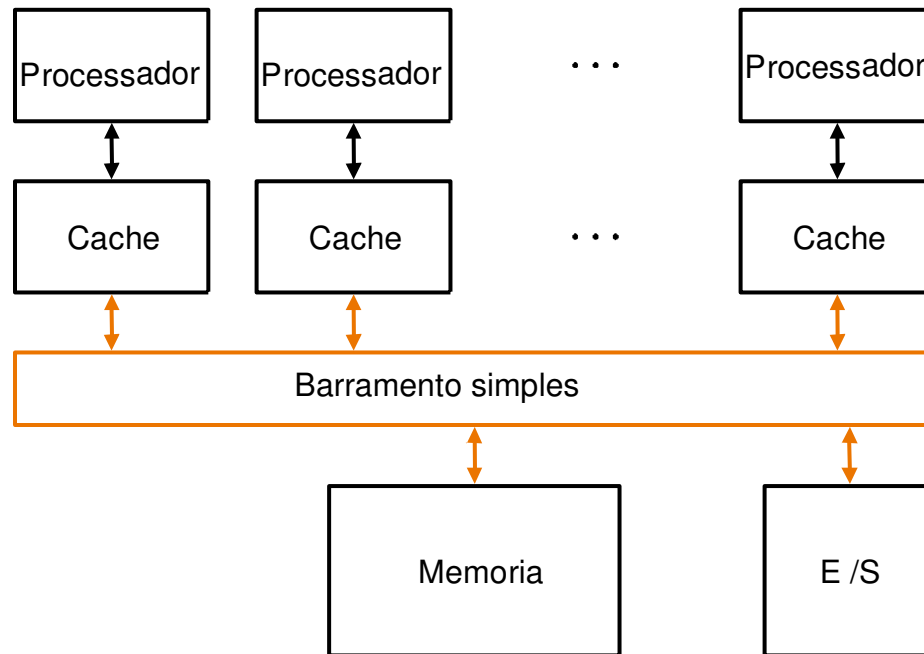 Processador
Processador
. . .
Processador
Cache
Cache
. . .
Cache
Barramento simples
Memoria
E /S